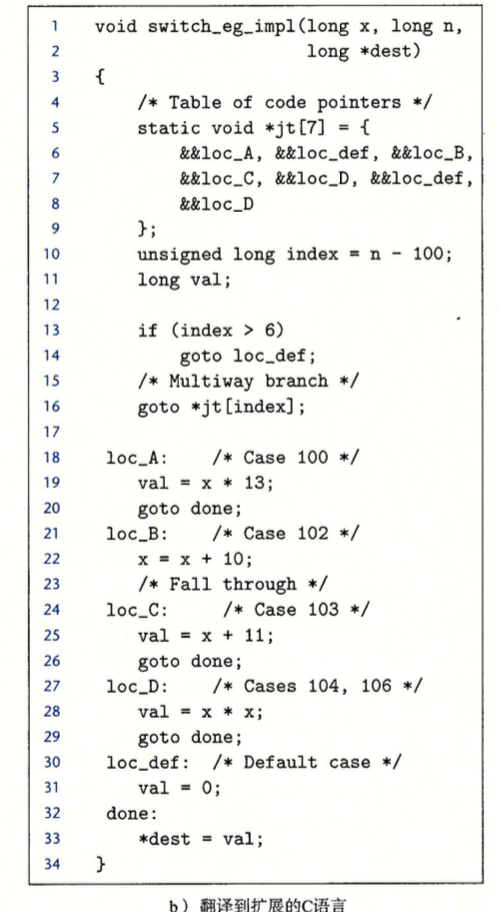 1 void switch_eg_impl(long x, long n,
2 long *dest)
3 {
4 /* Table of code pointers */
5 static void *jt[7] = {
6 &&loc_A, &&loc_def, &&loc_B,
7 &&loc_C, &&loc_D, &&loc_def,
8 &&loc_D
9 };
10 unsigned long index = n - 100;
11 long val;
12
13 if (index > 6)
14 goto loc_def;
15 /* Multiway branch */
16 goto *jt[index];
17
18 loc_A: /* Case 100 */
19 val = x * 13;
20 goto done;
21 loc_B: /* Case 102 */
22 x = x + 10;
23 /* Fall through */
24 loc_C: /* Case 103 */
25 val = x + 11;
26 goto done;
27 loc_D: /* Cases 104, 106 */
28 val = x * x;
29 goto done;
30 loc_def: /* Default case */
31 val = 0;
32 done:
33 *dest = val;
34 }
b）翻译到扩展的C语言